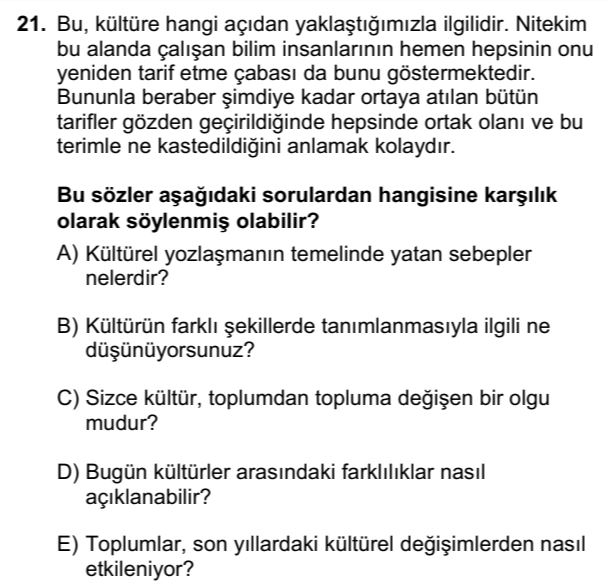 21. Bu, kültüre hangi açıdan yaklaştığımızla ilgilidir. Nitekim
bu alanda çalışan bilim insanlarının hemen hepsinin onu
yeniden tarif etme çabası da bunu göstermektedir.
Bununla beraber şimdiye kadar ortaya atılan bütün
tarifler gözden geçirildiğinde hepsinde ortak olanı ve bu
terimle ne kastedildiğini anlamak kolaydır.
Bu sözler aşağıdaki sorulardan hangisine karşılık
olarak söylenmiş olabilir?
A) Kültürel yozlaşmanın temelinde yatan sebepler
nelerdir?
B) Kültürün farklı şekillerde tanımlanmasıyla ilgili ne
düşünüyorsunuz?
C) Sizce kültür, toplumdan topluma değişen bir olgu
mudur?
D) Bugün kültürler arasındaki farklılıklar nasıl
açıklanabilir?
E) Toplumlar, son yıllardaki kültürel değişimlerden nasıl
etkileniyor?